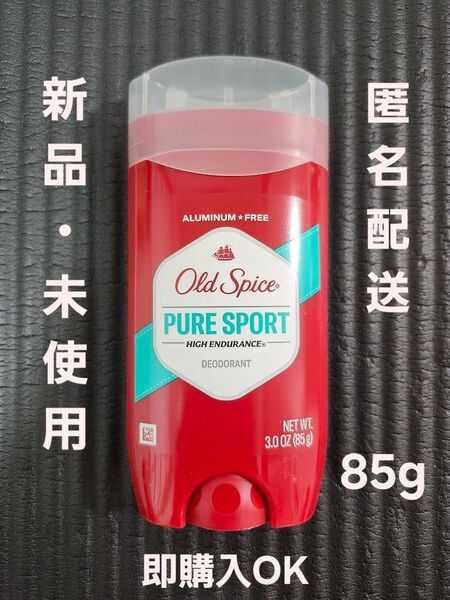 新品・未使用
匿名配送
ALUMINUM★FREE
Old Spice®
PURE SPORT
HIGH ENDURANCE®
DEODORANT
NET WT.
3.0 OZ (85 g)
85g
即購入OK